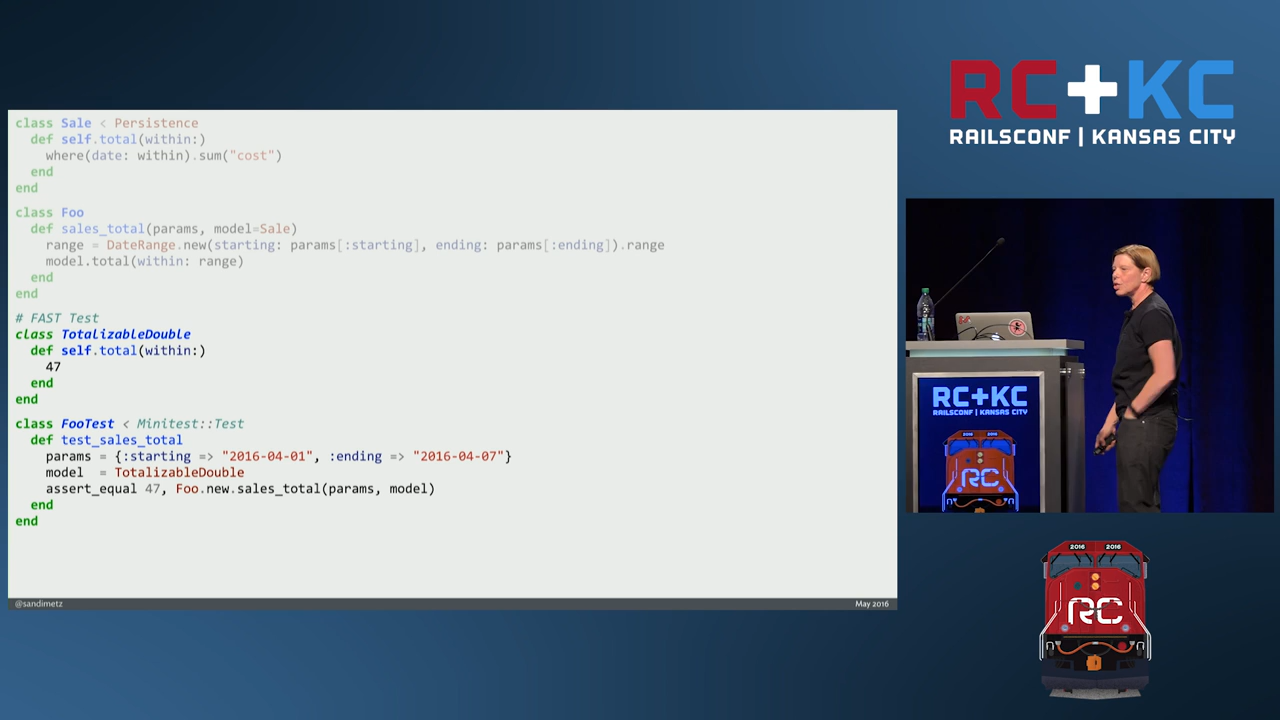 class Sale < Persistence
  def self.total(within:)
    where(date: within).sum("cost")
  end
end
class Foo
  def sales_total(params, model=Sale)
    range = DateRange.new(starting: params[:starting], ending: params[:ending]).range
    model.total(within: range)
  end
end
# FAST Test
class TotalizableDouble
  def self.total(within:)
    47
  end
end
class FooTest < Minitest::Test
  def test_sales_total
    params = {:starting => "2016-04-01", :ending => "2016-04-07"}
    model  = TotalizableDouble
    assert_equal 47, Foo.new.sales_total(params, model)
  end
end
@sandimetz
May 2016
RC+KC
RAILSCONF | KANSAS CITY
RC+KC
RAILSCONF | KANSAS CITY
2016 2016
RC
2016 2016
RC